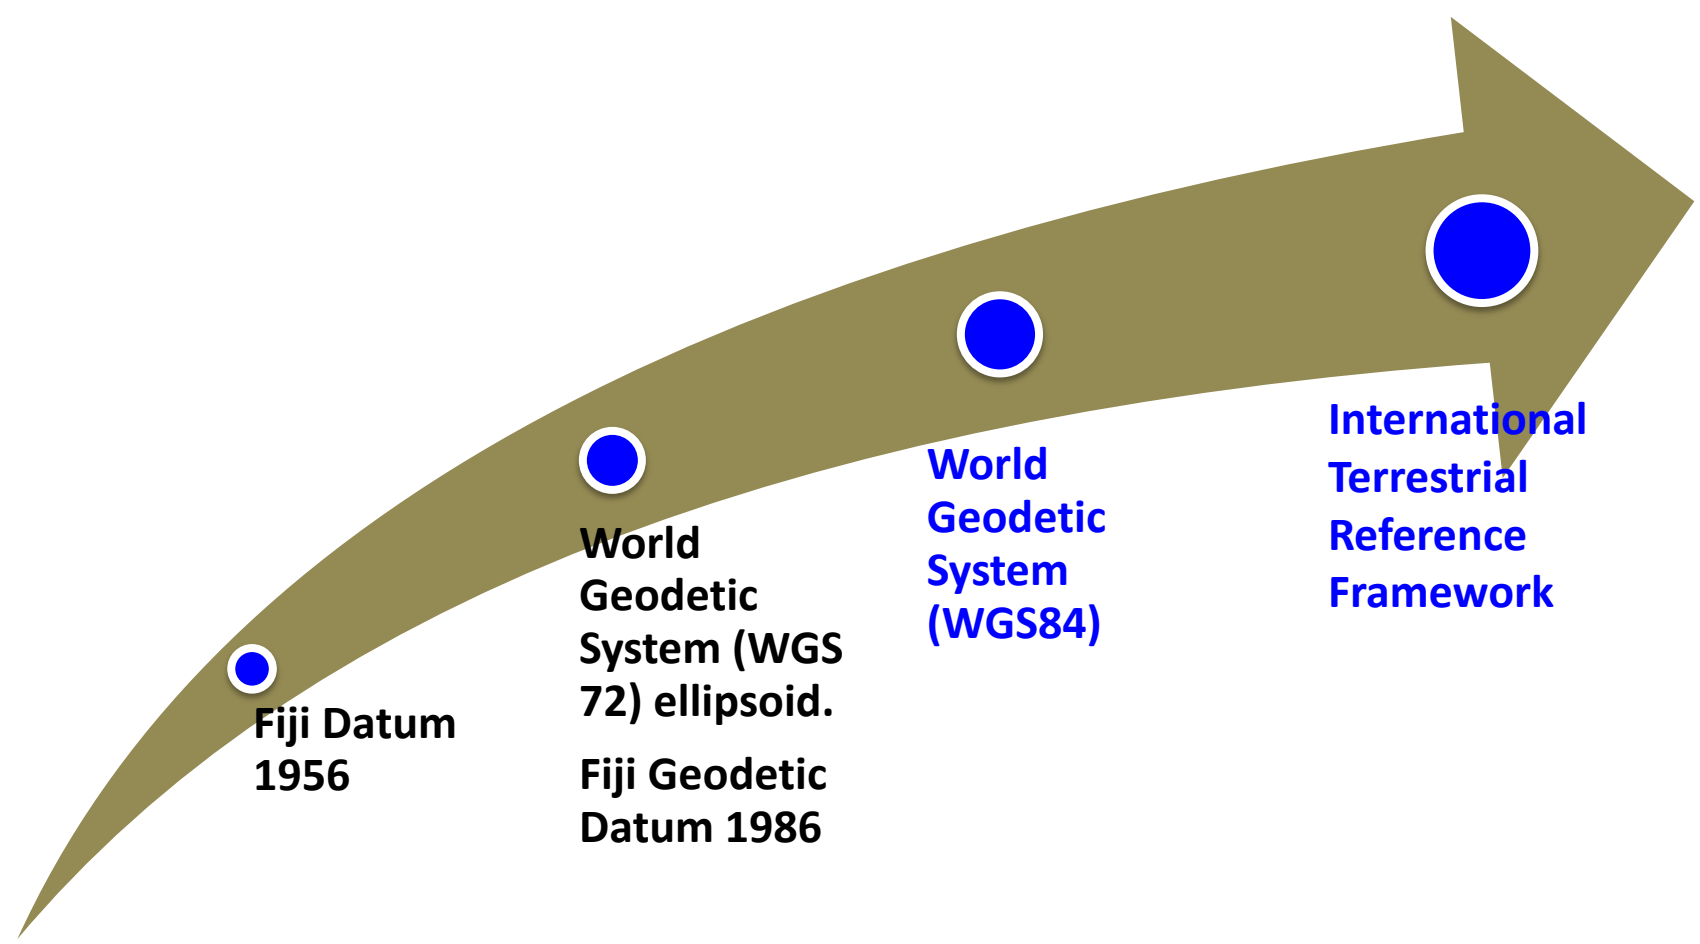 Fiji Datum
1956
World
Geodetic
System (WGS
72) ellipsoid.
Fiji Geodetic
Datum 1986
World
Geodetic
System
(WGS84)
International
Terrestrial
Reference
Framework